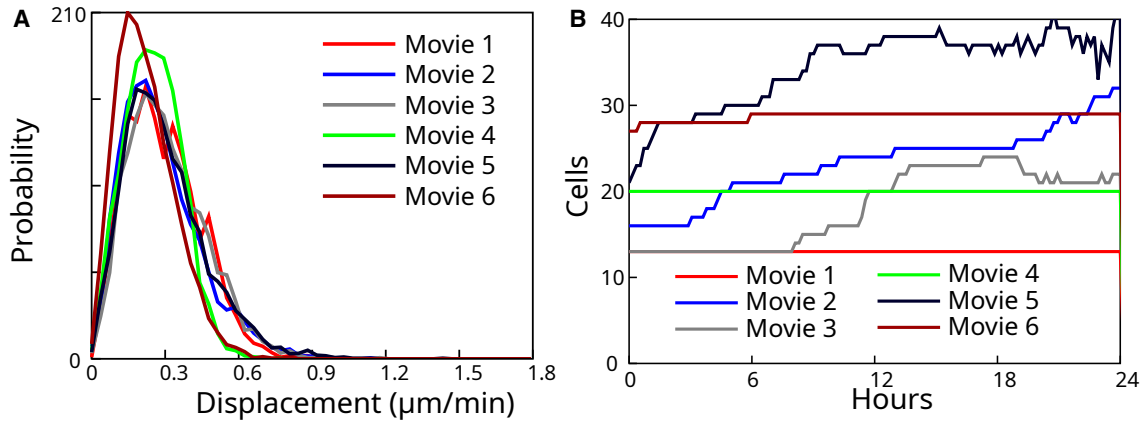 A
210
Probability
0
0 0.3 0.6 0.9 1.2 1.5 1.8
Displacement (μm/min)
Movie 1
Movie 2
Movie 3
Movie 4
Movie 5
Movie 6
B
40
30
20
10
0
Cells
0 6 12 18 24
Hours
Movie 1
Movie 2
Movie 3
Movie 4
Movie 5
Movie 6